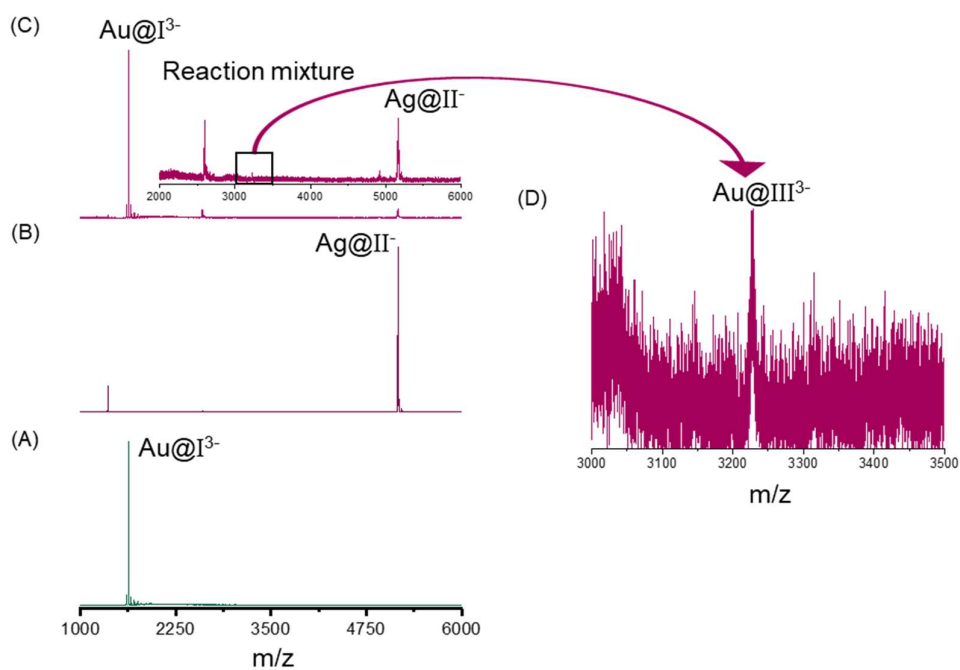 (C)
Au@I³⁻
Reaction mixture
Ag@II⁻
2000 3000 4000 5000 6000
(B)
Ag@II⁻
(A)
Au@I³⁻
1000 2250 3500 4750 6000
m/z
(D)
Au@III³⁻
3000 3100 3200 3300 3400 3500
m/z